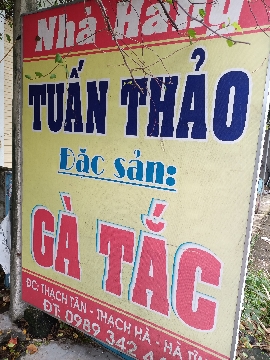 Nhà Hàng
TUẤN THẢO
Đặc sản:
GÀ TẮC
ĐC: THẠCH TÂN - THẠCH HÀ - HÀ
ĐT: 0989 342